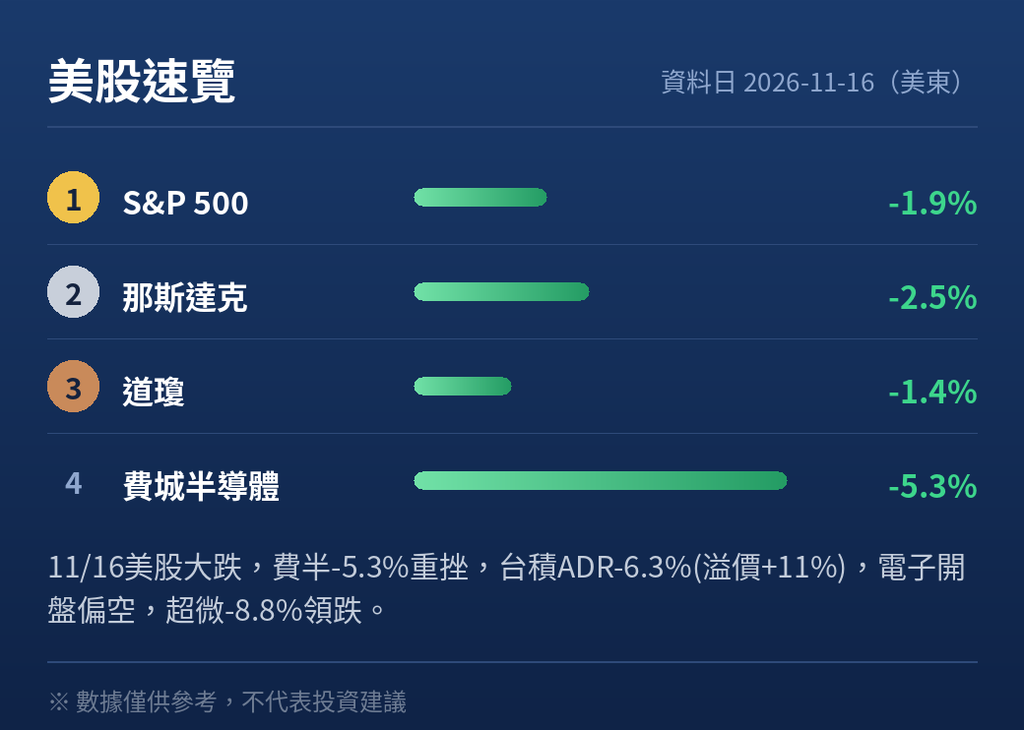 美股速覽
資料日 2026-11-16（美東）
1 S&P 500 -1.9%
2 那斯達克 -2.5%
3 道瓊 -1.4%
4 費城半導體 -5.3%
11/16美股大跌，費半-5.3%重挫，台積ADR-6.3%(溢價+11%)，電子開
盤偏空，超微-8.8%領跌。
※ 數據僅供參考，不代表投資建議